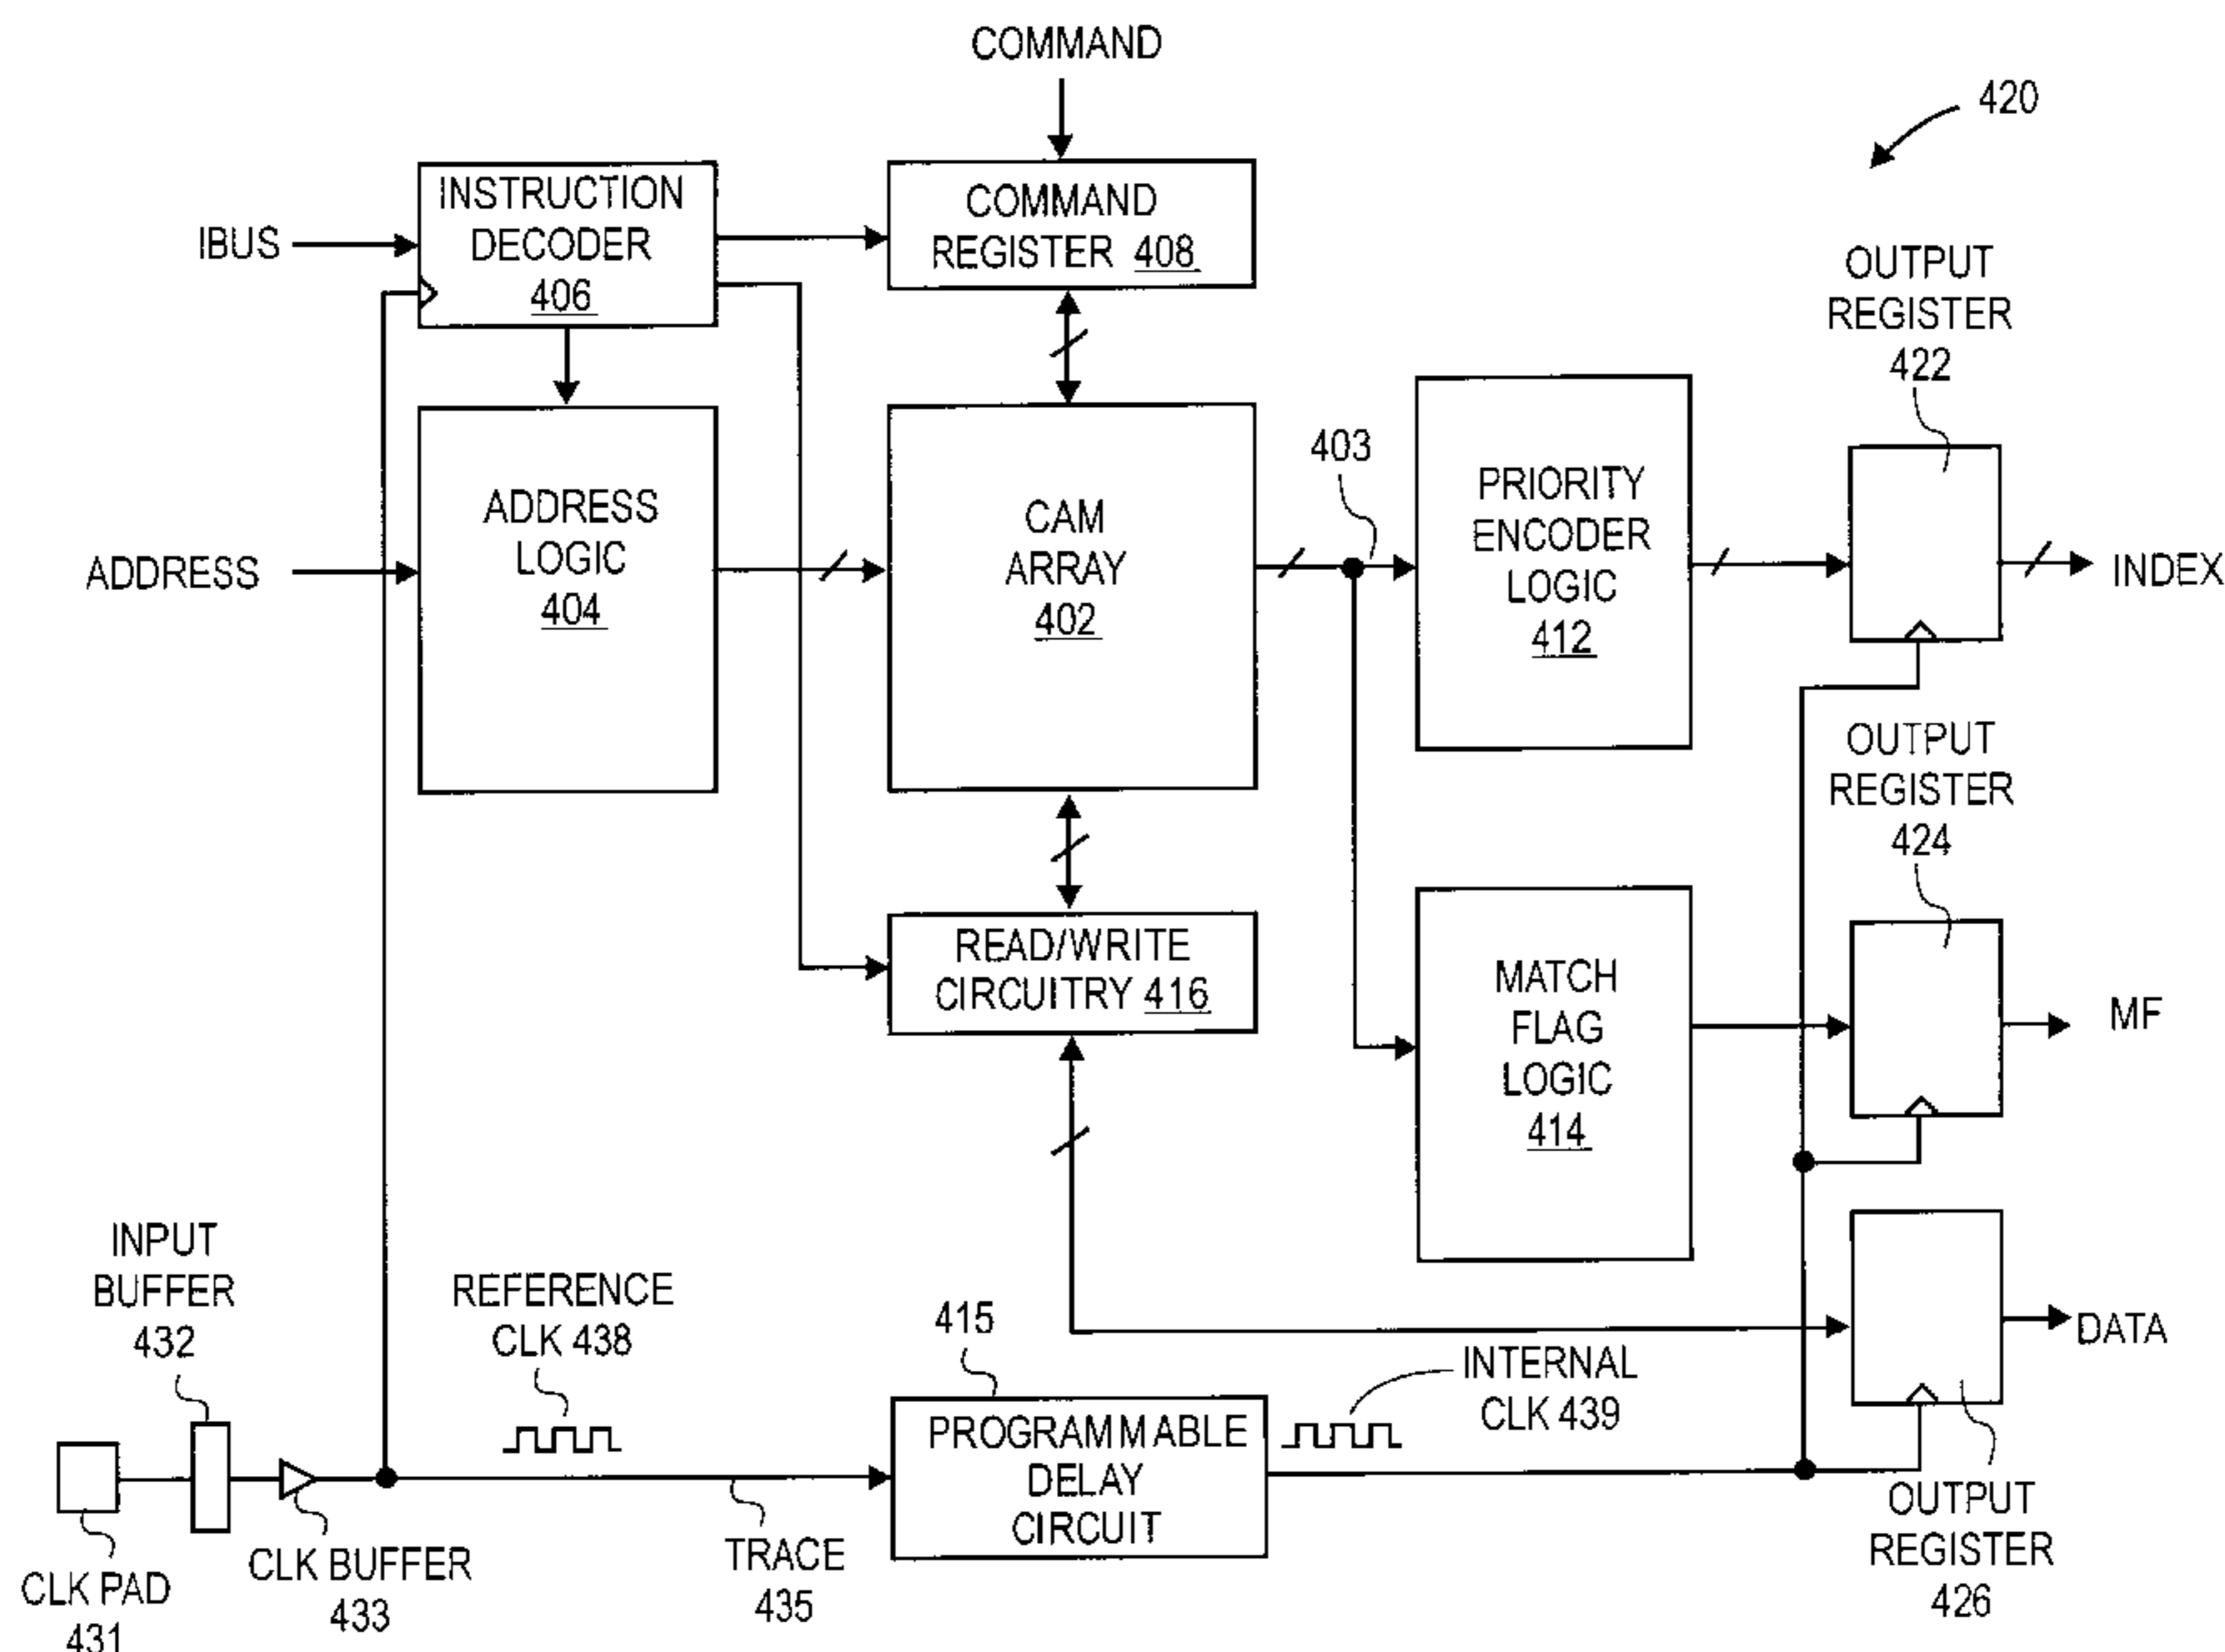 COMMAND
420
INSTRUCTION
DECODER
406
COMMAND
REGISTER 408
IBUS
OUTPUT
REGISTER
422
ADDRESS
ADDRESS
LOGIC
404
CAM
ARRAY
402
403
PRIORITY
ENCODER
LOGIC
412
INDEX
OUTPUT
REGISTER
424
READ/WRITE
CIRCUITRY 416
MATCH
FLAG
LOGIC
414
MF
INPUT
BUFFER
432
REFERENCE
CLK 438
415
PROGRAMMABLE
DELAY
CIRCUIT
INTERNAL
CLK 439
DATA
CLK PAD
431
CLK BUFFER
433
TRACE
435
OUTPUT
REGISTER
426